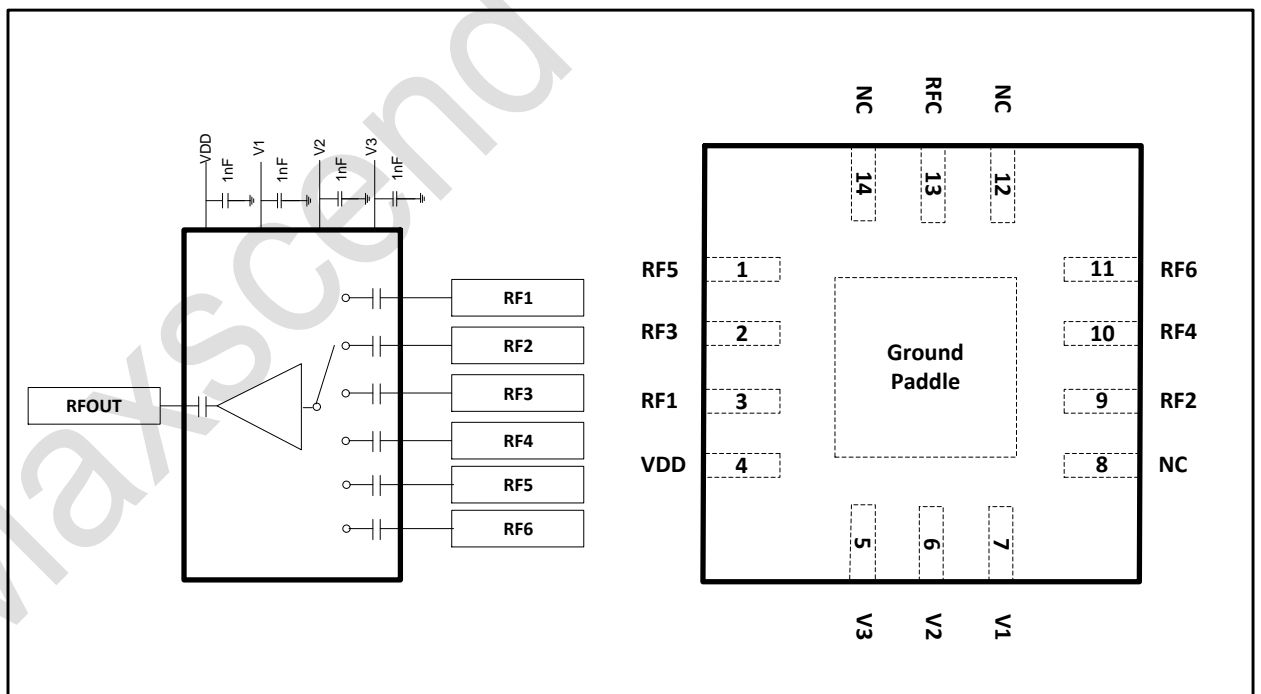 Maxscend
VDD
1nF
V1
1nF
V2
1nF
V3
1nF
RFOUT
RF1
RF2
RF3
RF4
RF5
RF6
NC
RFC
NC
14
13
12
RF5
1
11
RF6
RF3
2
10
RF4
Ground
Paddle
RF1
3
9
RF2
VDD
4
8
NC
5
6
7
V3
V2
V1